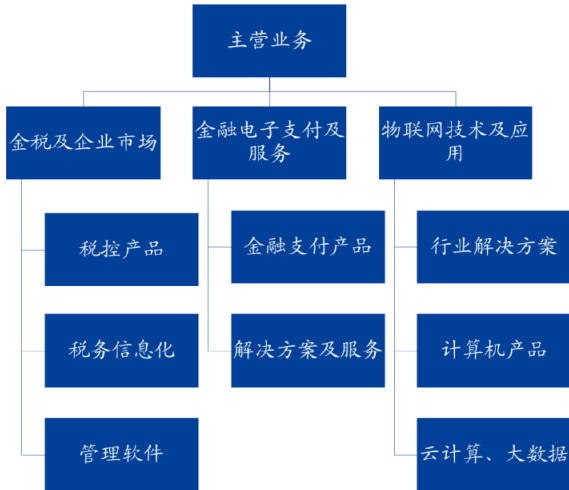 主营业务
金税及企业市场
金融电子支付及
服务
物联网技术及应
用
税控产品
金融支付产品
行业解决方案
税务信息化
解决方案及服务
计算机产品
管理软件
云计算、大数据